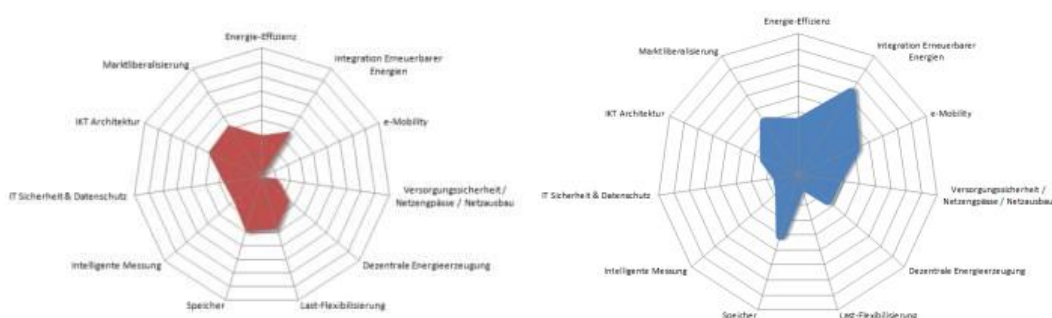 Energie-Effizienz
Integration Erneuerbarer
Energien
e-Mobility
Versorgungssicherheit /
Netzengpässe / Netzausbau
Dezentrale Energieerzeugung
Last-Flexibilisierung
Speicher
Intelligente Messung
IT Sicherheit & Datenschutz
IKT Architektur
Marktliberalisierung
Energie-Effizienz
Integration Erneuerbarer
Energien
e-Mobility
Versorgungssicherheit /
Netzengpässe / Netzausbau
Dezentrale Energieerzeugung
Last-Flexibilisierung
Speicher
Intelligente Messung
IT Sicherheit & Datenschutz
IKT Architektur
Marktliberalisierung